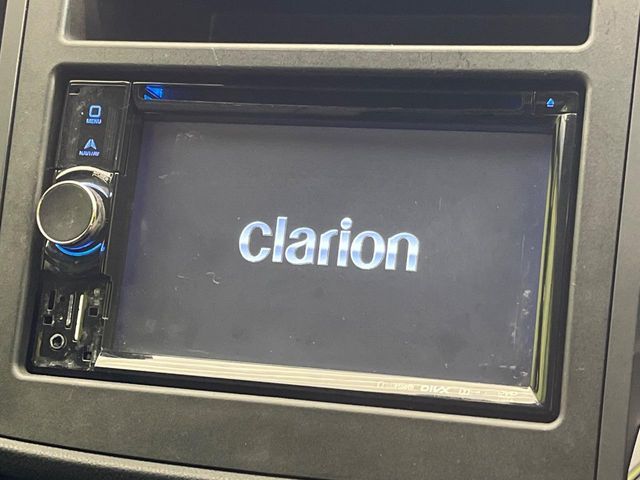 MENU
NAVI/AV
clarion
DIVX